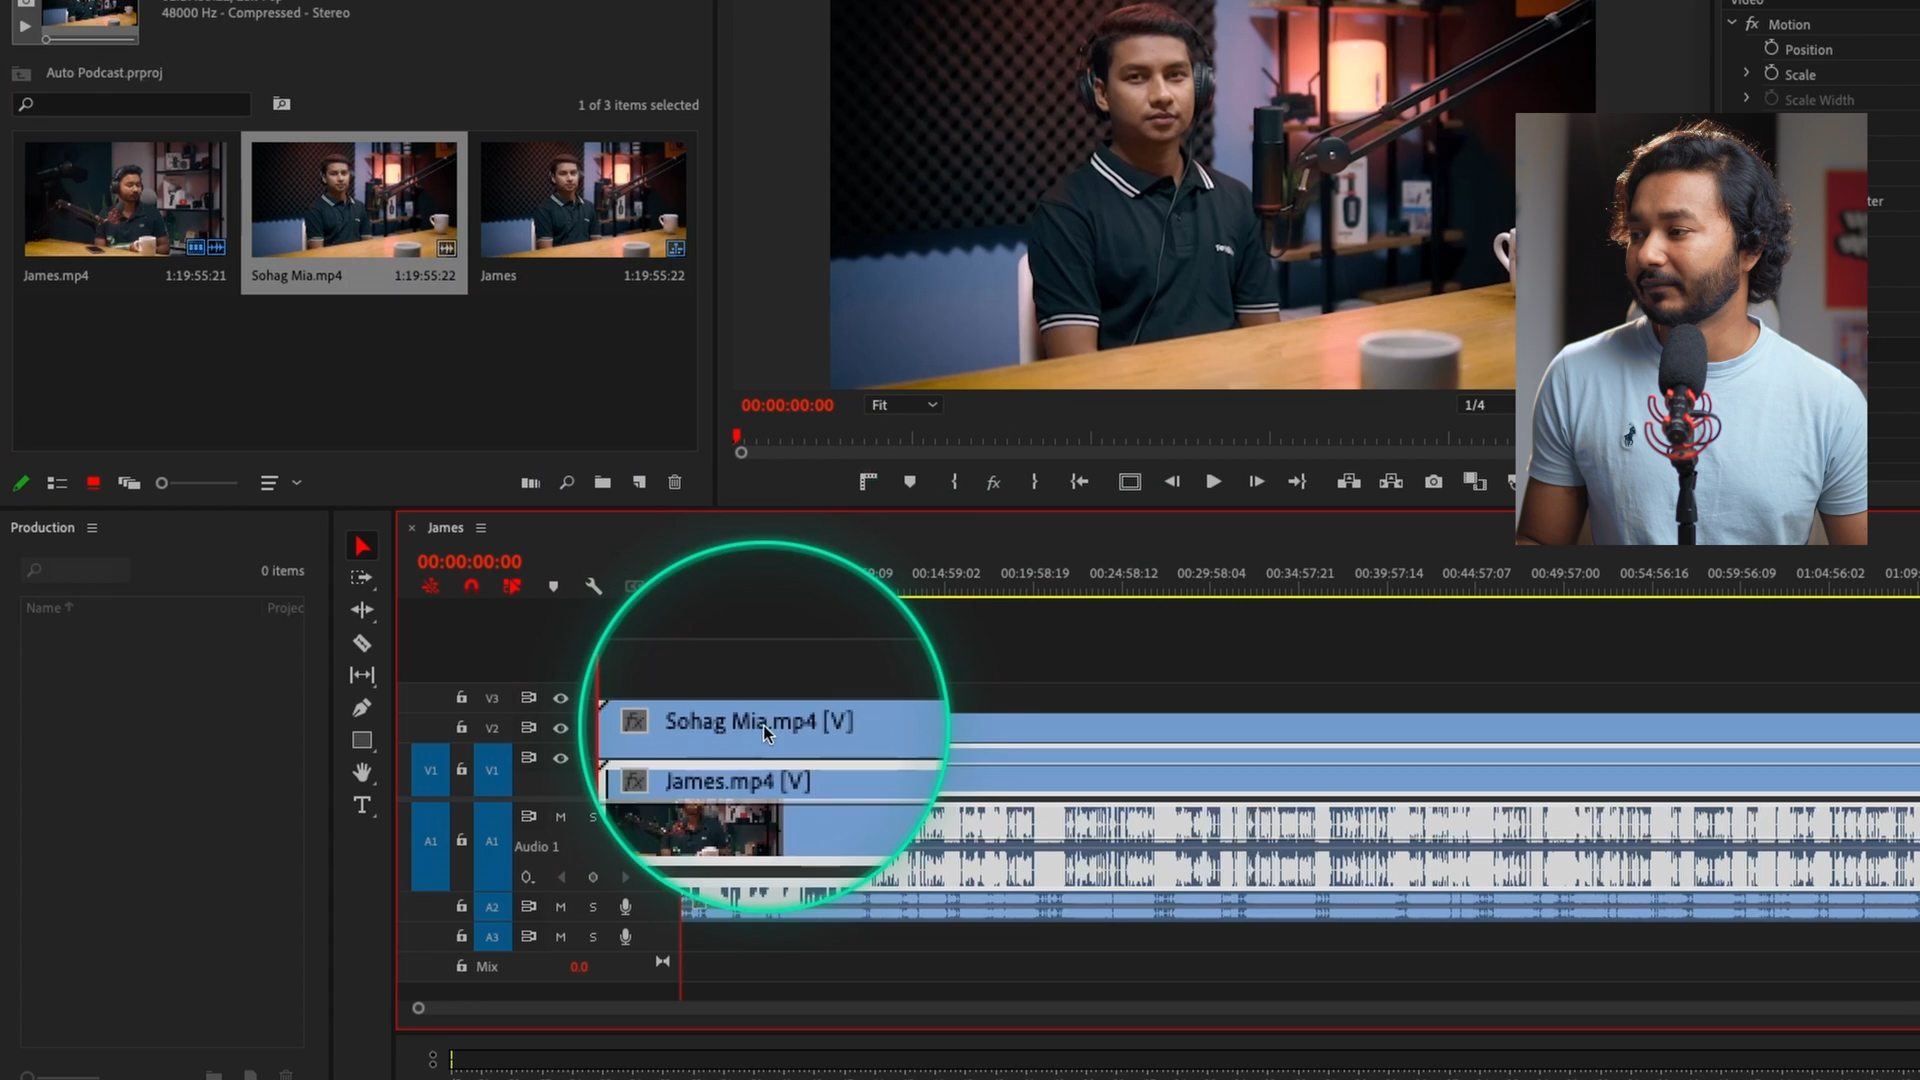 48000 Hz - Compressed - Stereo
Auto Podcast.prproj
1 of 3 items selected
James.mp4 1:19:55:21
Sohag Mia.mp4 1:19:55:22
James 1:19:55:22
00:00:00:00
Fit
1/4
Motion
Position
Scale
Scale Width
ter
Production
0 items
Name
Projec
James
00:00:00:00
59:09 00:14:59:02 00:19:58:19 00:24:58:12 00:29:58:04 00:34:57:21 00:39:57:14 00:44:57:07 00:49:57:00 00:54:56:16 00:59:56:09 01:04:56:02 01:09:
V3
V2
V1 V1
fx Sohag Mia.mp4 [V]
fx James.mp4 [V]
A1 A1 M S
Audio 1
A2 M S
A3 M S
Mix 0.0